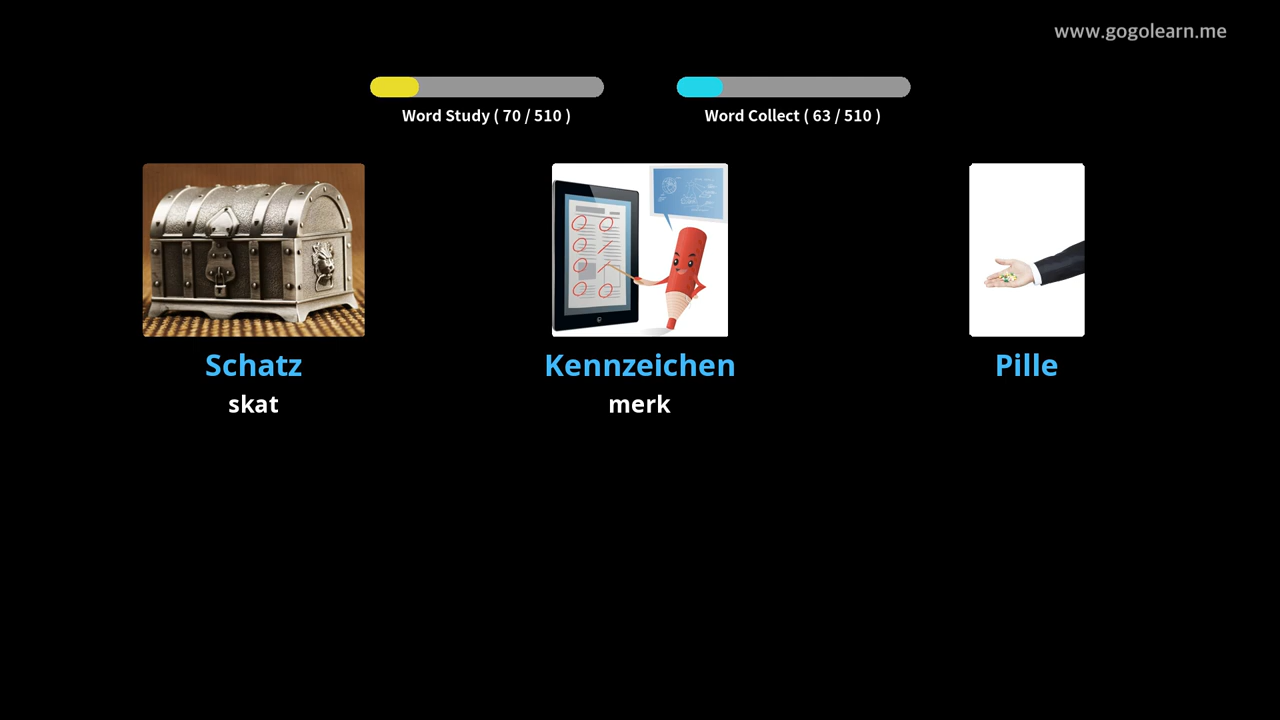 www.gogolearn.me
Word Study ( 70 / 510 )
Word Collect ( 63 / 510 )
Schatz
Kennzeichen
Pille
skat
merk